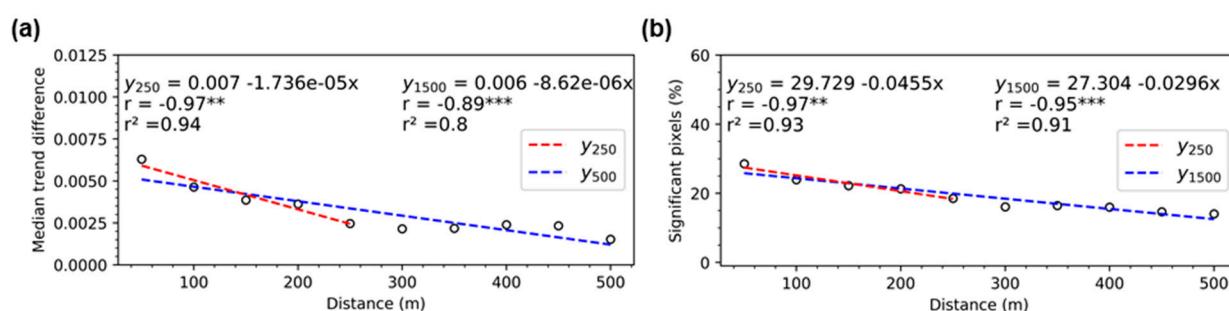 (a)
0.0125
0.0100
0.0075
0.0050
0.0025
0.0000
Median trend difference
y250 = 0.007 -1.736e-05x
r = -0.97**
r² =0.94
y1500 = 0.006 -8.62e-06x
r = -0.89***
r² =0.8
y250
y500
100 200 300 400 500
Distance (m)
(b)
60
40
20
0
Significant pixels (%)
y250 = 29.729 -0.0455x
r = -0.97**
r² =0.93
y1500 = 27.304 -0.0296x
r = -0.95***
r² =0.91
y250
y1500
100 200 300 400 500
Distance (m)